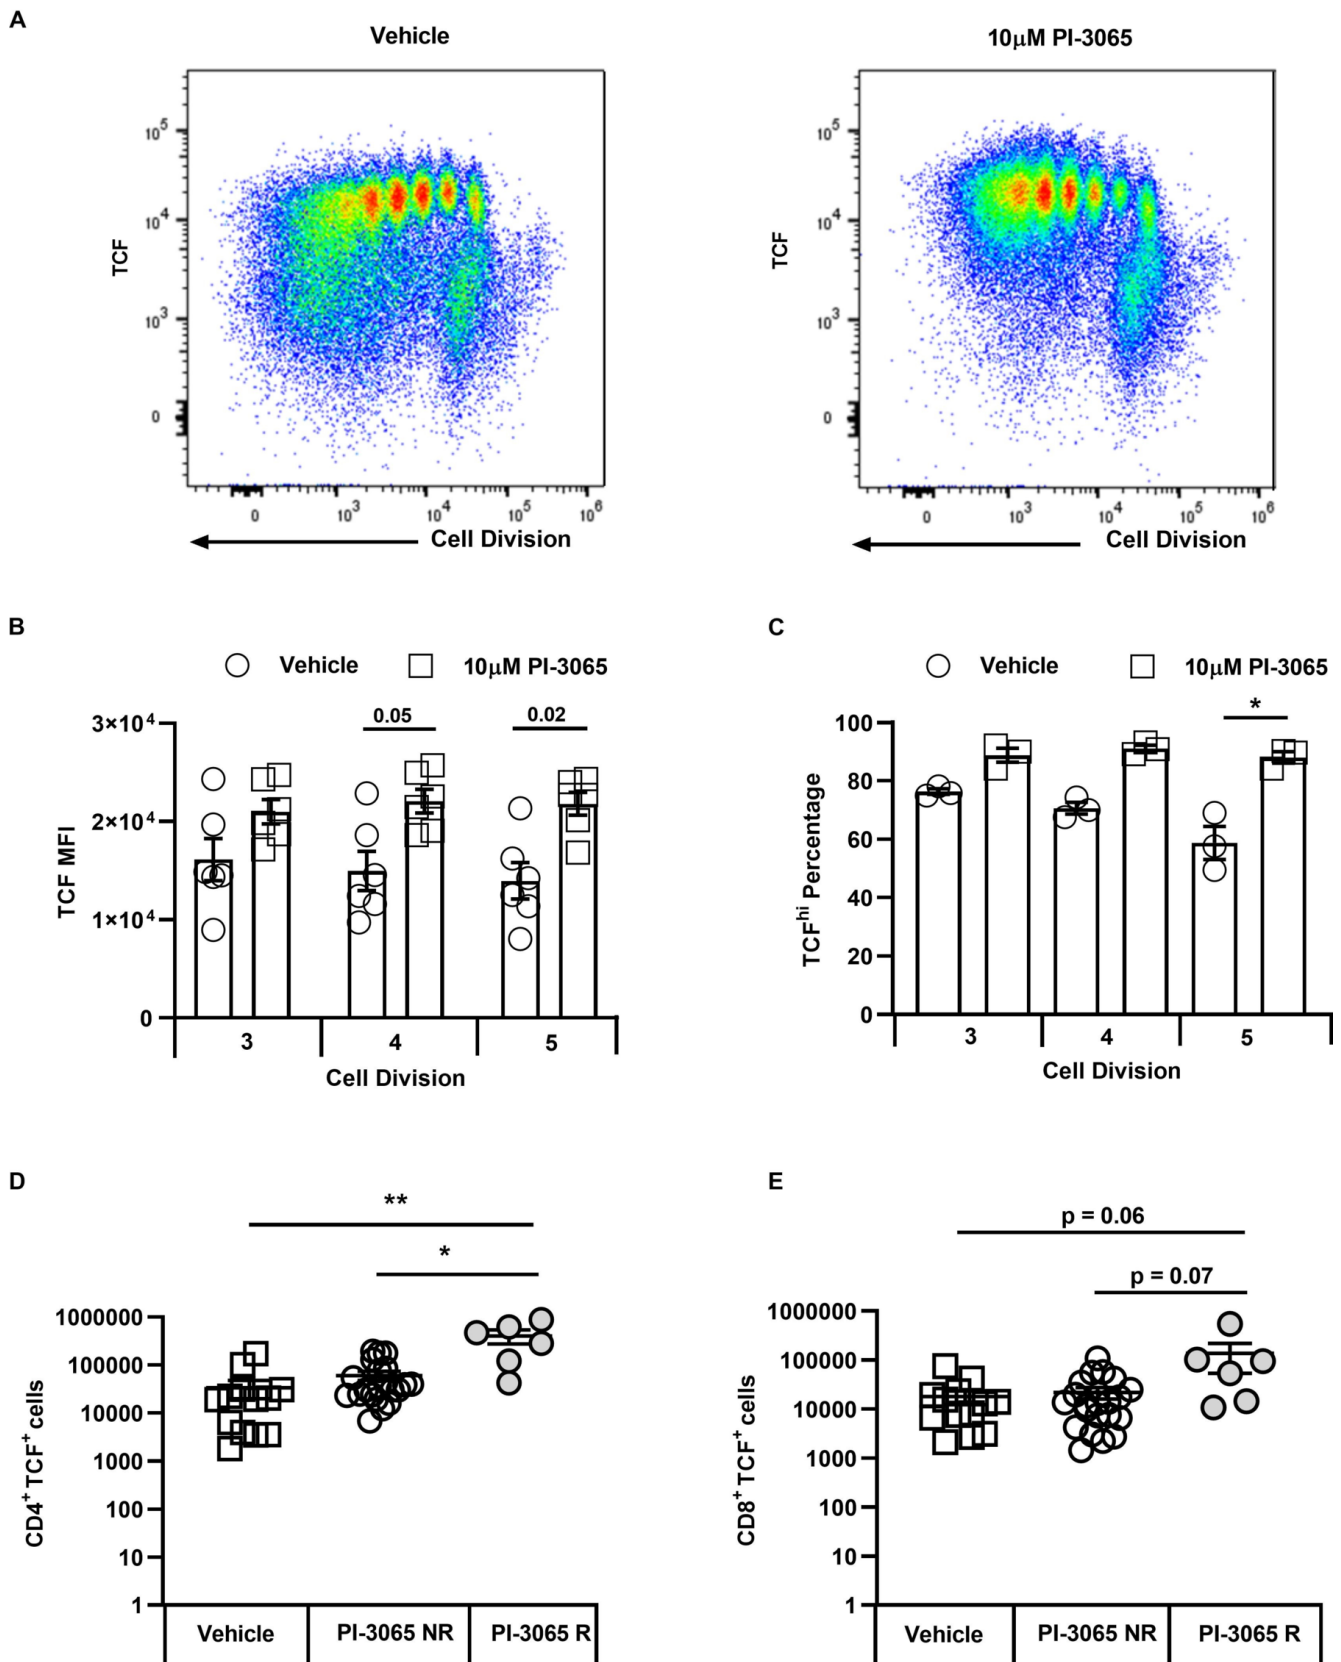 A
Vehicle
10μM PI-3065
TCF
10⁵
10⁴
10³
0
0 10³ 10⁴ 10⁵ 10⁶
Cell Division
TCF
10⁵
10⁴
10³
0
0 10³ 10⁴ 10⁵ 10⁶
Cell Division
B
Vehicle 10μM PI-3065
TCF MFI
3×10⁴
2×10⁴
1×10⁴
0
0.05
0.02
3 4 5
Cell Division
C
Vehicle 10μM PI-3065
TCFʰⁱ Percentage
100
80
60
40
20
0
*
3 4 5
Cell Division
D
**
*
CD4⁺ TCF⁺ cells
1000000
100000
10000
1000
100
10
1
Vehicle PI-3065 NR PI-3065 R
E
p = 0.06
p = 0.07
CD8⁺ TCF⁺ cells
1000000
100000
10000
1000
100
10
1
Vehicle PI-3065 NR PI-3065 R